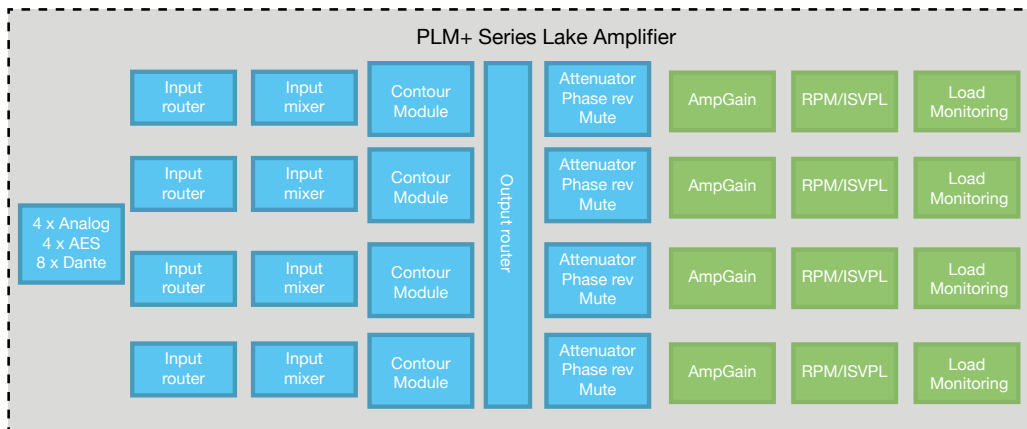 PLM+ Series Lake Amplifier
4 x Analog
4 x AES
8 x Dante
Input
router
Input
mixer
Contour
Module
Attenuator
Phase rev
Mute
AmpGain
RPM/ISVPL
Load
Monitoring
Input
router
Input
mixer
Contour
Module
Output router
Attenuator
Phase rev
Mute
AmpGain
RPM/ISVPL
Load
Monitoring
Input
router
Input
mixer
Contour
Module
Attenuator
Phase rev
Mute
AmpGain
RPM/ISVPL
Load
Monitoring
Input
router
Input
mixer
Contour
Module
Attenuator
Phase rev
Mute
AmpGain
RPM/ISVPL
Load
Monitoring